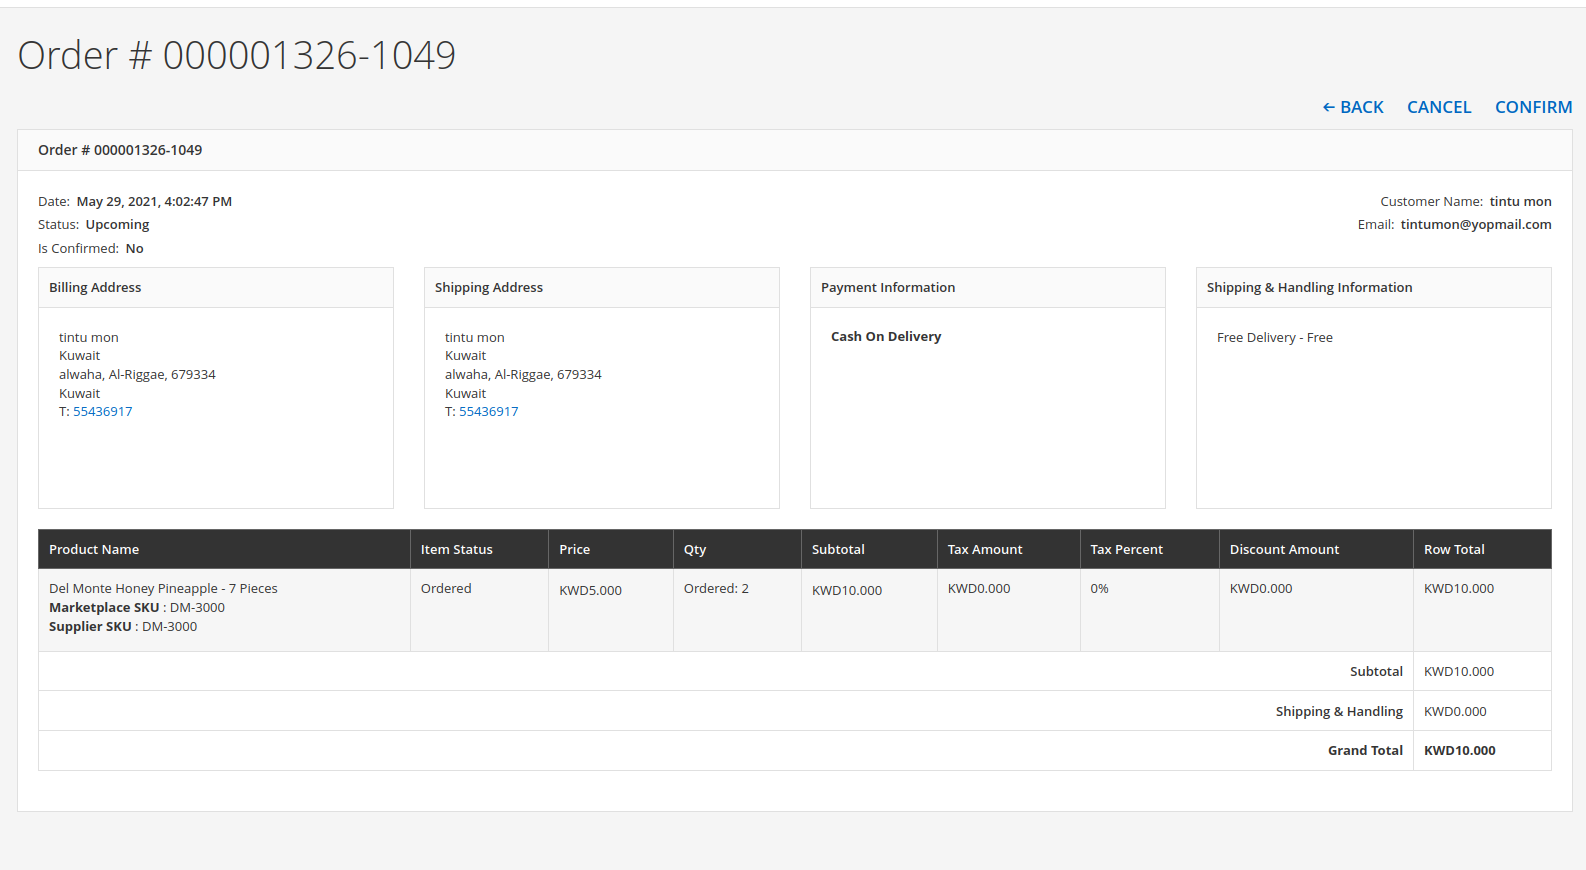 Order # 000001326-1049
← BACK CANCEL CONFIRM
Order # 000001326-1049
Date: May 29, 2021, 4:02:47 PM
Status: Upcoming
Is Confirmed: No
Customer Name: tintu mon
Email: tintumon@yopmail.com
Billing Address
tintu mon
Kuwait
alwaha, Al-Riggae, 679334
Kuwait
T: 55436917
Shipping Address
tintu mon
Kuwait
alwaha, Al-Riggae, 679334
Kuwait
T: 55436917
Payment Information
Cash On Delivery
Shipping & Handling Information
Free Delivery - Free
Product Name Item Status Price Qty Subtotal Tax Amount Tax Percent Discount Amount Row Total
Del Monte Honey Pineapple - 7 Pieces Ordered KWD5.000 Ordered: 2 KWD10.000 KWD0.000 0% KWD0.000 KWD10.000
Marketplace SKU : DM-3000
Supplier SKU : DM-3000
Subtotal KWD10.000
Shipping & Handling KWD0.000
Grand Total KWD10.000